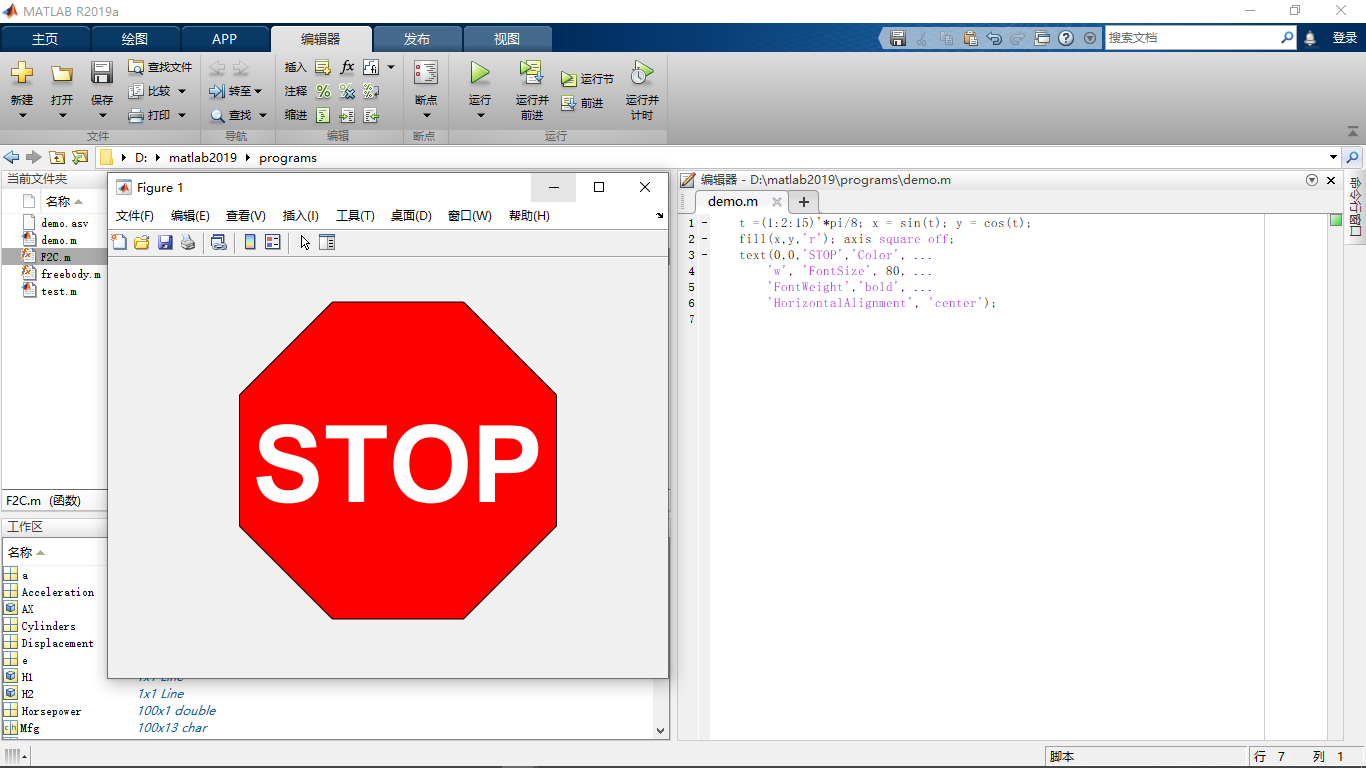 MATLAB R2019a
主页 绘图 APP 编辑器 发布 视图 搜索文档 登录
新建 打开 保存 查找文件 比较 打印 转至 查找 插入 fx 注释 缩进 断点 运行 运行并前进 运行节 前进 运行并计时
文件 导航 编辑 断点 运行
D: matlab2019 programs
当前文件夹
名称
demo.asv
demo.m
F2C.m
freebody.m
test.m
F2C.m (函数)
工作区
名称
a
Acceleration
AX
Cylinders
Displacement
e
H1 1x1 Line
H2 1x1 Line
Horsepower 100x1 double
Mfg 100x13 char
Figure 1
文件(F) 编辑(E) 查看(V) 插入(I) 工具(T) 桌面(D) 窗口(W) 帮助(H)
STOP
编辑器 - D:\matlab2019\programs\demo.m
demo.m
1 - t =(1:2:15)'*pi/8; x = sin(t); y = cos(t);
2 - fill(x,y,'r'); axis square off;
3 - text(0,0,'STOP','Color', ...
4 'w', 'FontSize', 80, ...
5 'FontWeight','bold', ...
6 'HorizontalAlignment', 'center');
7
命令行窗口
脚本 行 7 列 1